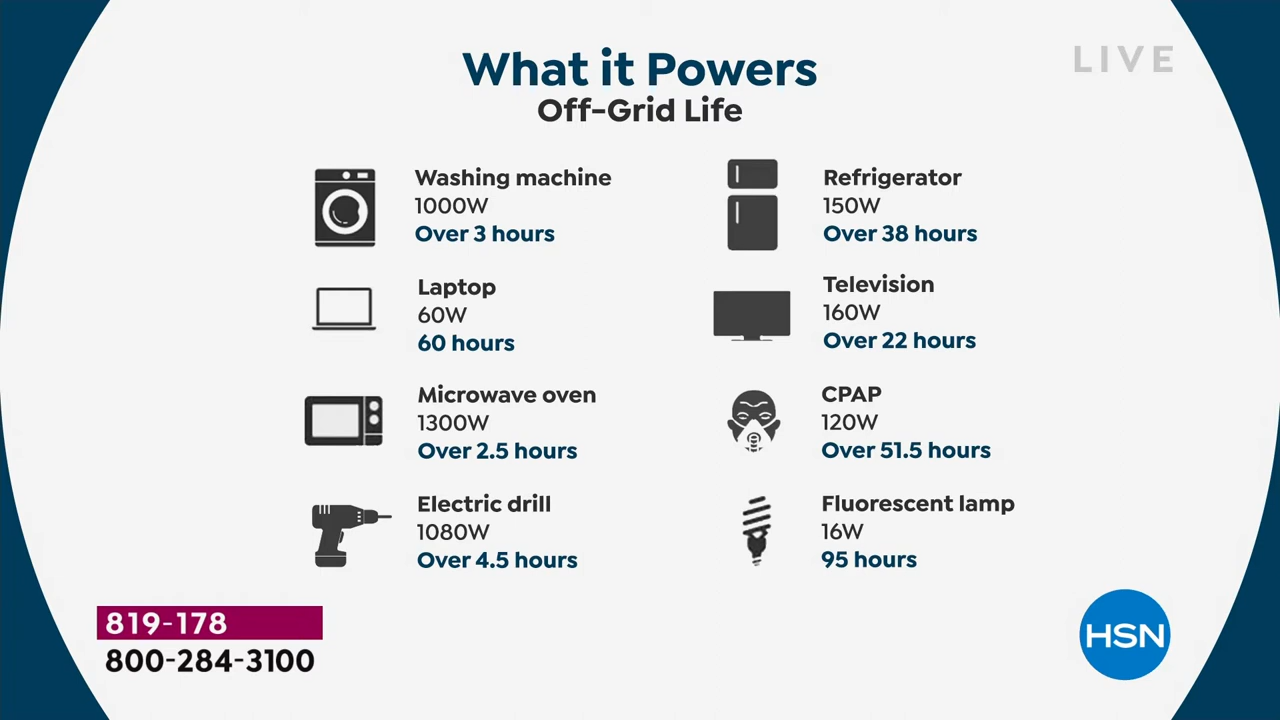 What it Powers
Off-Grid Life
LIVE
Washing machine
1000W
Over 3 hours
Refrigerator
150W
Over 38 hours
Laptop
60W
60 hours
Television
160W
Over 22 hours
Microwave oven
1300W
Over 2.5 hours
CPAP
120W
Over 51.5 hours
Electric drill
1080W
Over 4.5 hours
Fluorescent lamp
16W
95 hours
819-178
800-284-3100
HSN